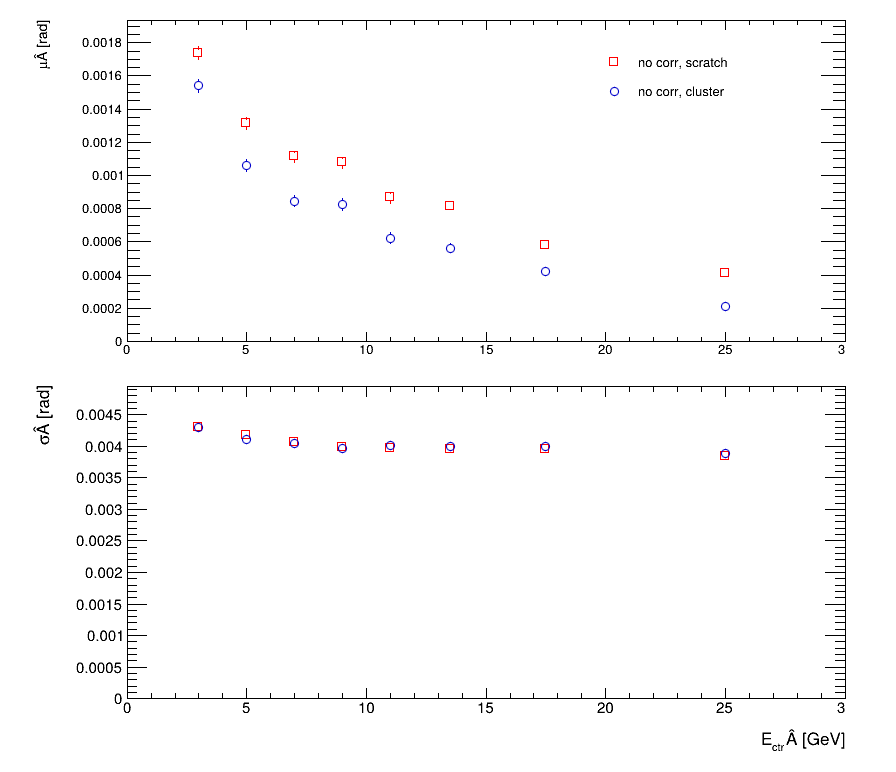 μÂ [rad]
0.0018
0.0016
0.0014
0.0012
0.001
0.0008
0.0006
0.0004
0.0002
0
no corr, scratch
no corr, cluster
0 5 10 15 20 25 3
σÂ [rad]
0.0045
0.004
0.0035
0.003
0.0025
0.002
0.0015
0.001
0.0005
0
0 5 10 15 20 25 3
E_ctr Â [GeV]